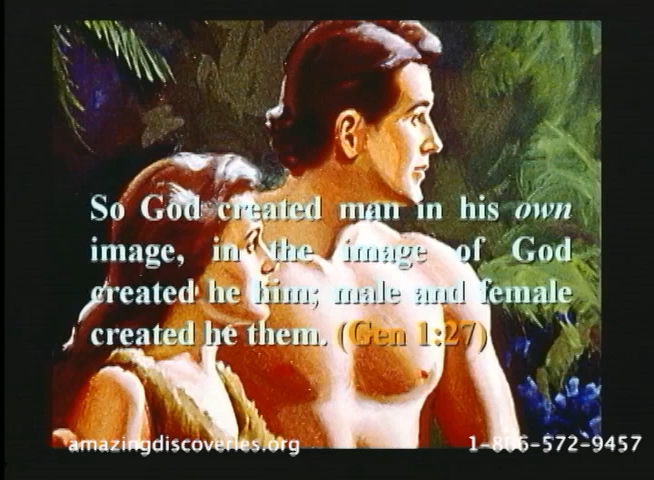 So God created man in his own
image, in the image of God
created he him; male and female
created he them. (Gen 1:27)
amazingdiscoveries.org 1-866-572-9457